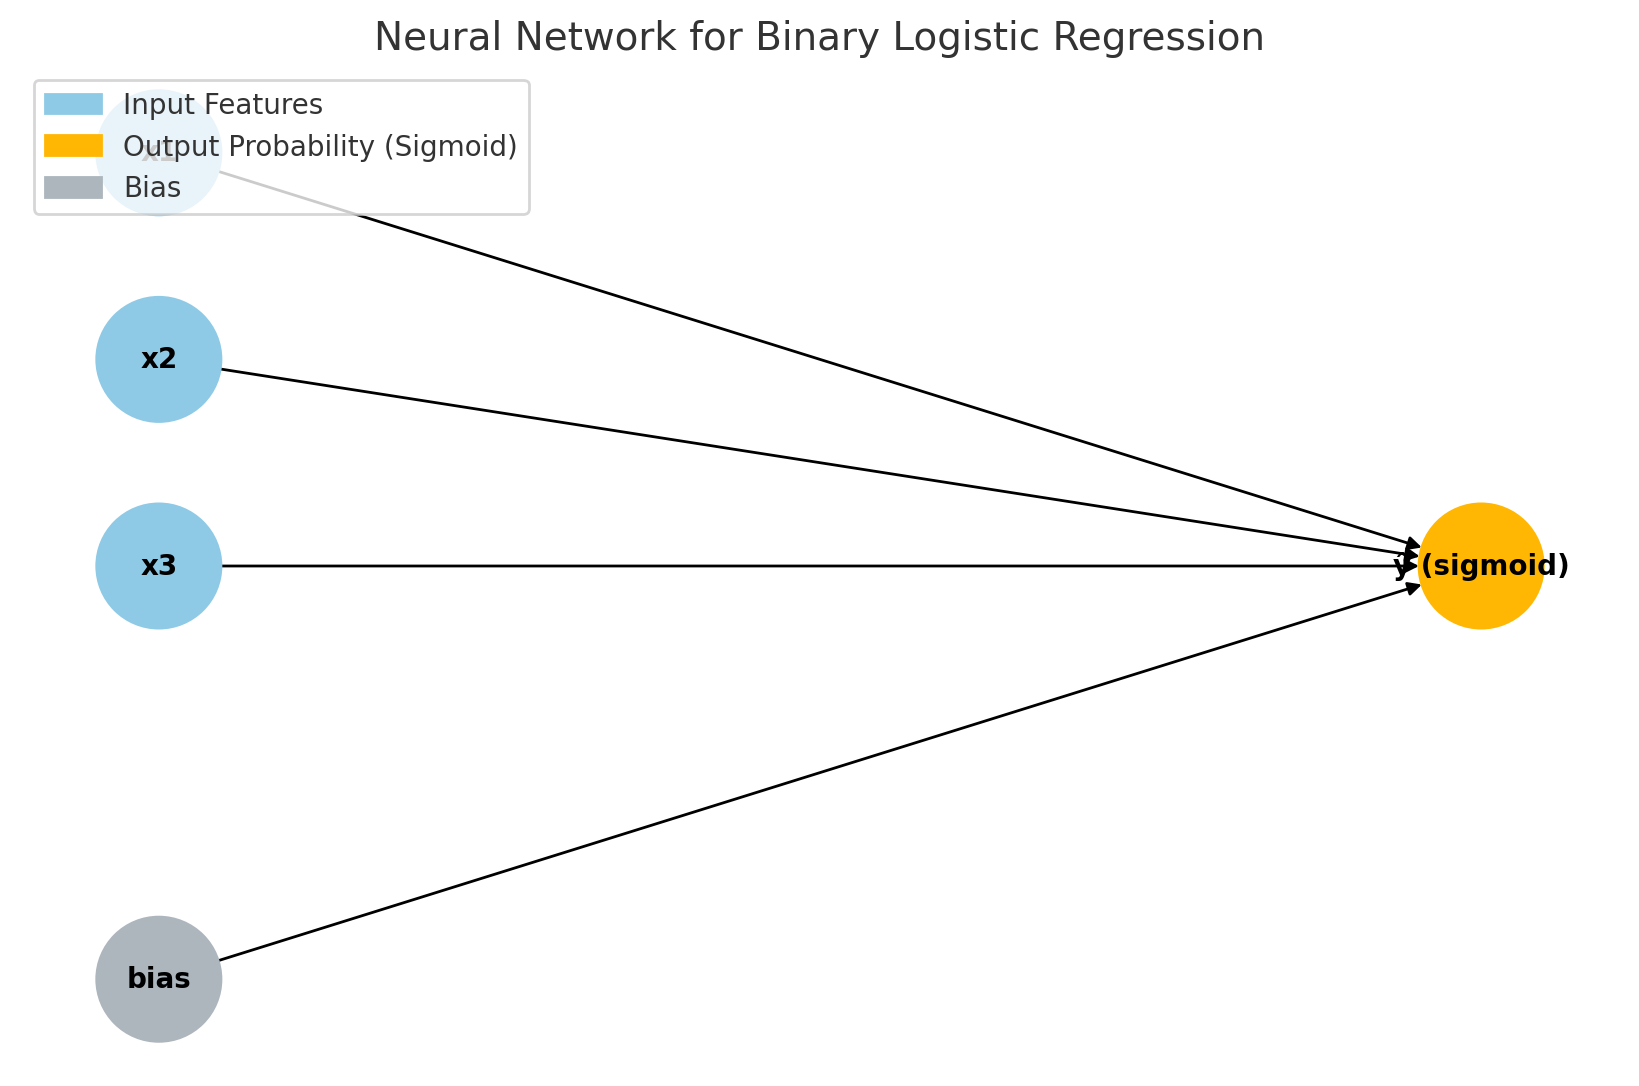 Neural Network for Binary Logistic Regression
Input Features
Output Probability (Sigmoid)
Bias
x1
x2
x3
ŷ (sigmoid)
bias